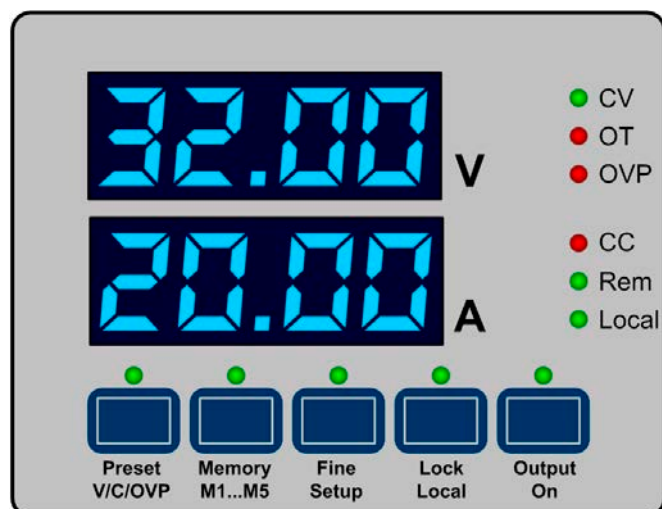 32.00 V
20.00 A
CV
OT
OVP
CC
Rem
Local
Preset
V/C/OVP
Memory
M1...M5
Fine
Setup
Lock
Local
Output
On